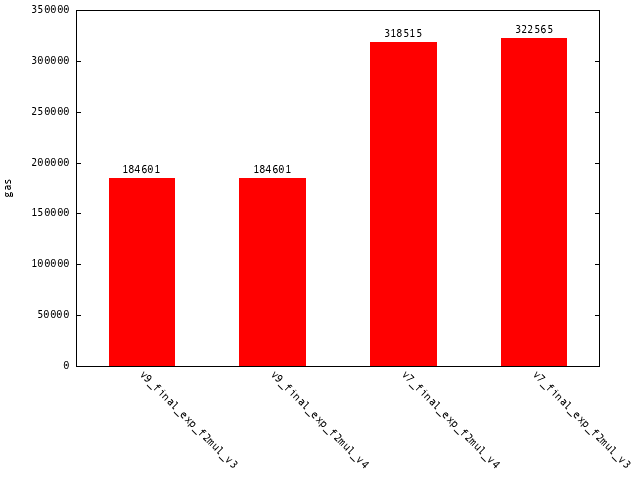 350000
300000
250000
200000
150000
100000
50000
0
gas
184601
184601
318515
322565
v9_final_exp_f2mul_v3
v9_final_exp_f2mul_v4
v7_final_exp_f2mul_v4
v7_final_exp_f2mul_v3